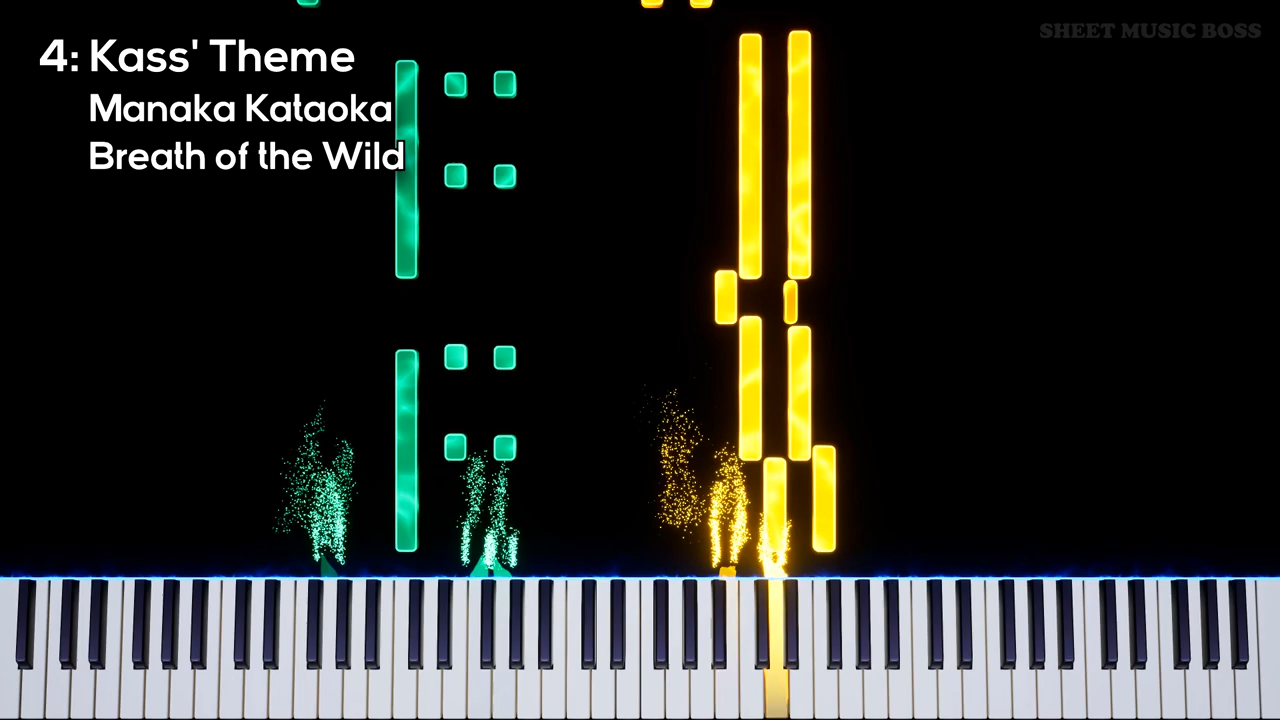 4: Kass' Theme
Manaka Kataoka
Breath of the Wild
SHEET MUSIC BOSS